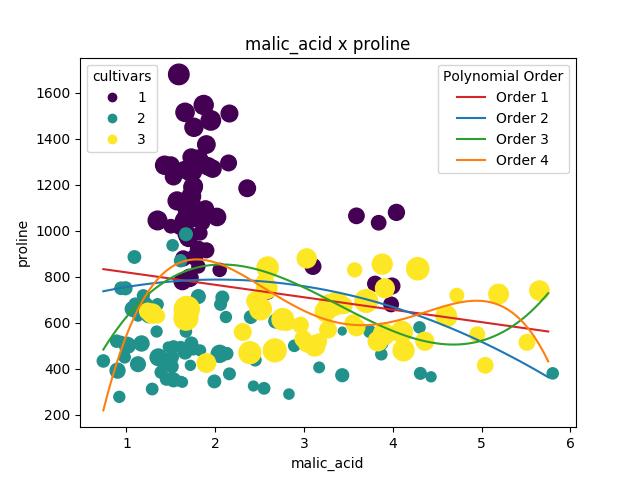 malic_acid x proline
cultivars
1
2
3
Polynomial Order
Order 1
Order 2
Order 3
Order 4
proline
1600
1400
1200
1000
800
600
400
200
1 2 3 4 5 6
malic_acid